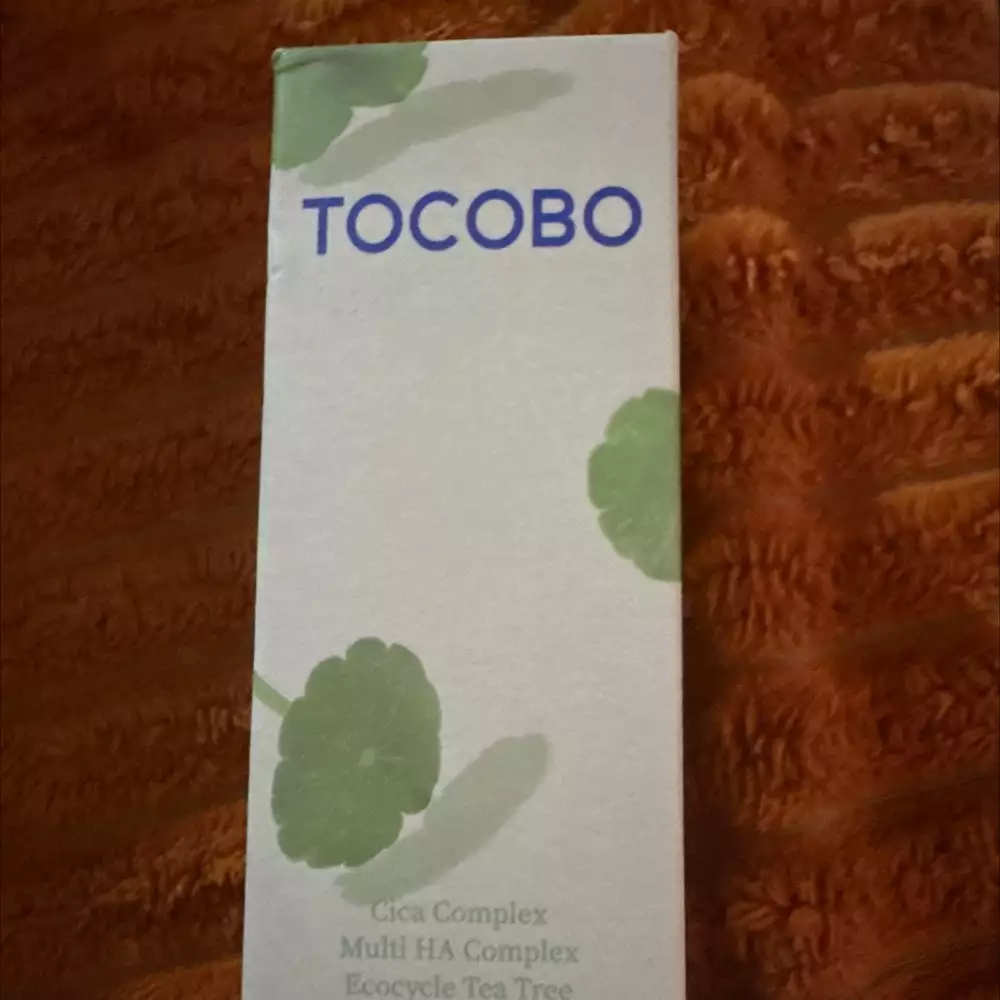 TOCOBO
Cica Complex
Multi HA Complex
Ecocycle Tea Tree